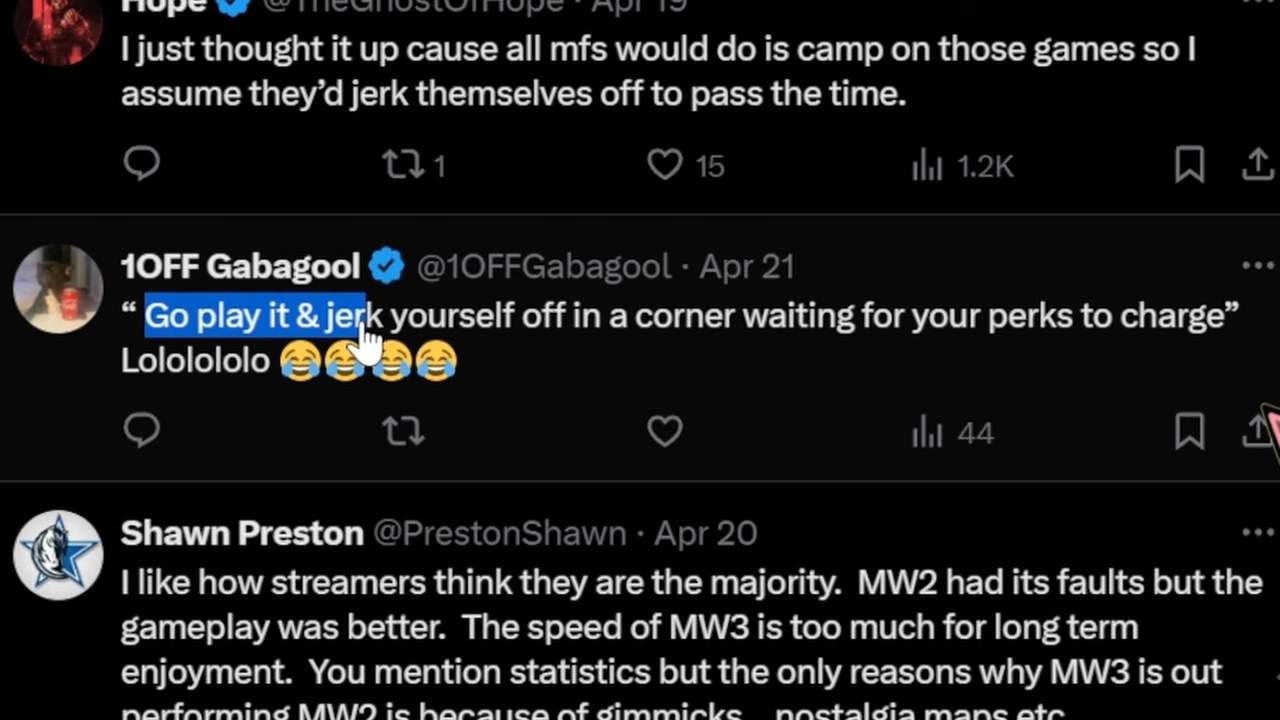 Hope @TheGhostOfHope · Apr 19
I just thought it up cause all mfs would do is camp on those games so I
assume they’d jerk themselves off to pass the time.
1 15 1.2K
1OFF Gabagool @1OFFGabagool · Apr 21
“ Go play it & jerk yourself off in a corner waiting for your perks to charge”
Lolololololo 😂😂😂😂
44
Shawn Preston @PrestonShawn · Apr 20
I like how streamers think they are the majority.  MW2 had its faults but the
gameplay was better.  The speed of MW3 is too much for long term
enjoyment.  You mention statistics but the only reasons why MW3 is out
performing MW2 is because of gimmicks... nostalgia maps etc